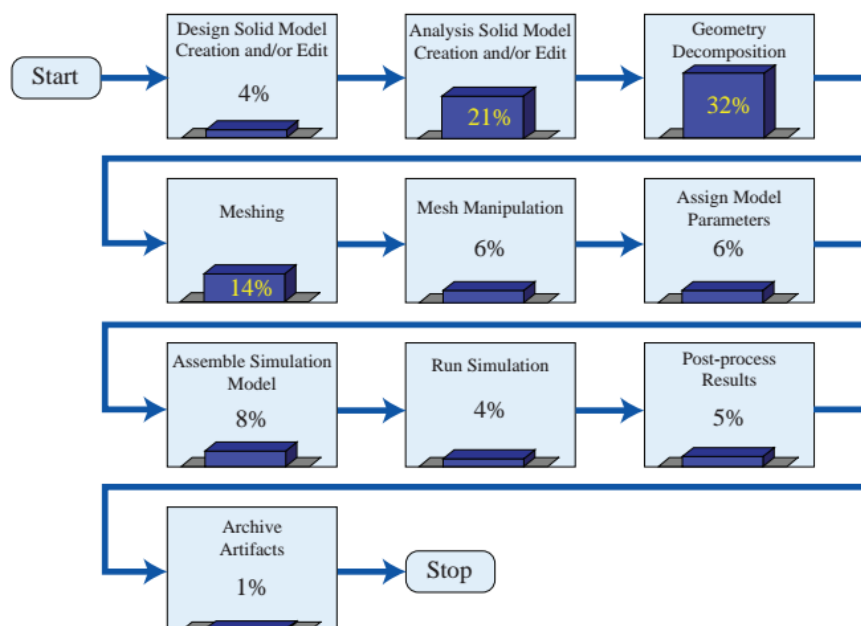 Start
Design Solid Model
Creation and/or Edit
4%
Analysis Solid Model
Creation and/or Edit
21%
Geometry
Decomposition
32%
Meshing
14%
Mesh Manipulation
6%
Assign Model
Parameters
6%
Assemble Simulation
Model
8%
Run Simulation
4%
Post-process
Results
5%
Archive
Artifacts
1%
Stop